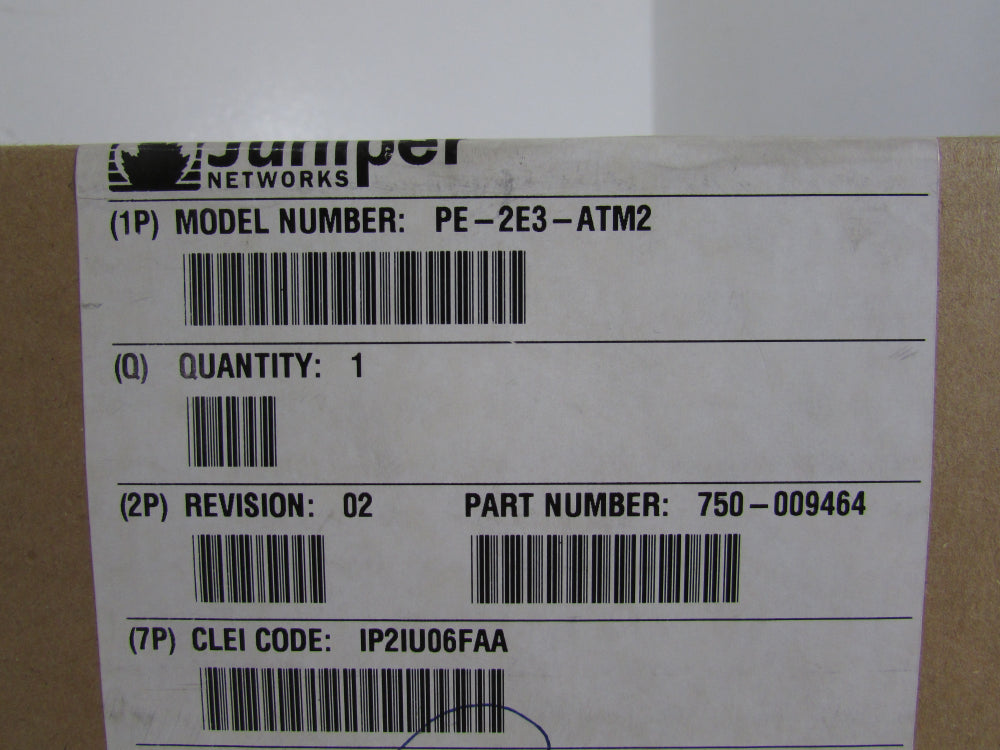 Juniper
NETWORKS
(1P) MODEL NUMBER: PE-2E3-ATM2
(Q) QUANTITY: 1
(2P) REVISION: 02 PART NUMBER: 750-009464
(7P) CLEI CODE: IP2IU06FAA